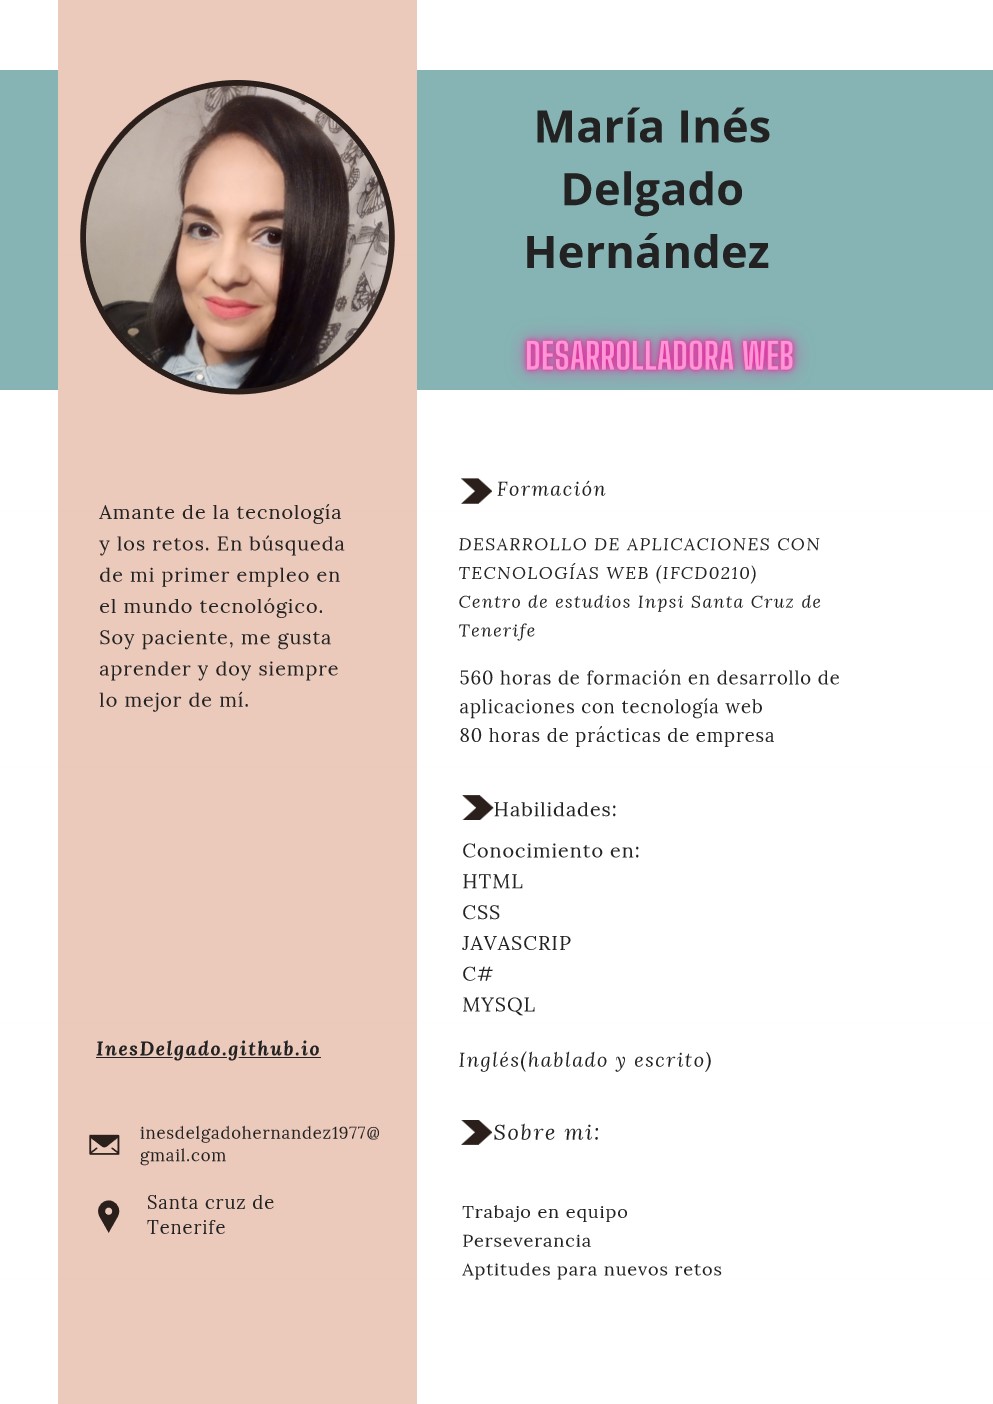 María Inés
Delgado
Hernández
DESARROLLADORA WEB
Amante de la tecnología
y los retos. En búsqueda
de mi primer empleo en
el mundo tecnológico.
Soy paciente, me gusta
aprender y doy siempre
lo mejor de mí.
InesDelgado.github.io
inesdelgadohernandez1977@
gmail.com
Santa cruz de
Tenerife
Formación
DESARROLLO DE APLICACIONES CON
TECNOLOGÍAS WEB (IFCD0210)
Centro de estudios Inpsi Santa Cruz de
Tenerife
560 horas de formación en desarrollo de
aplicaciones con tecnología web
80 horas de prácticas de empresa
Habilidades:
Conocimiento en:
HTML
CSS
JAVASCRIP
C#
MYSQL
Inglés(hablado y escrito)
Sobre mi:
Trabajo en equipo
Perseverancia
Aptitudes para nuevos retos